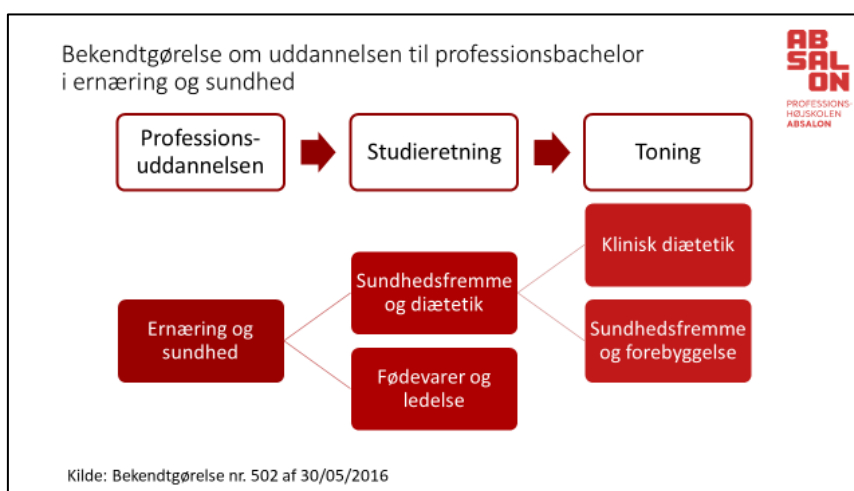 Bekendtgørelse om uddannelsen til professionsbachelor
i ernæring og sundhed
AB
SAL
ON
PROFESSIONS-
HØJSKOLEN
ABSALON
Professions-
uddannelsen
Studieretning
Toning
Ernæring og
sundhed
Sundhedsfremme
og diætetik
Fødevarer og
ledelse
Klinisk diætetik
Sundhedsfremme
og forebyggelse
Kilde: Bekendtgørelse nr. 502 af 30/05/2016